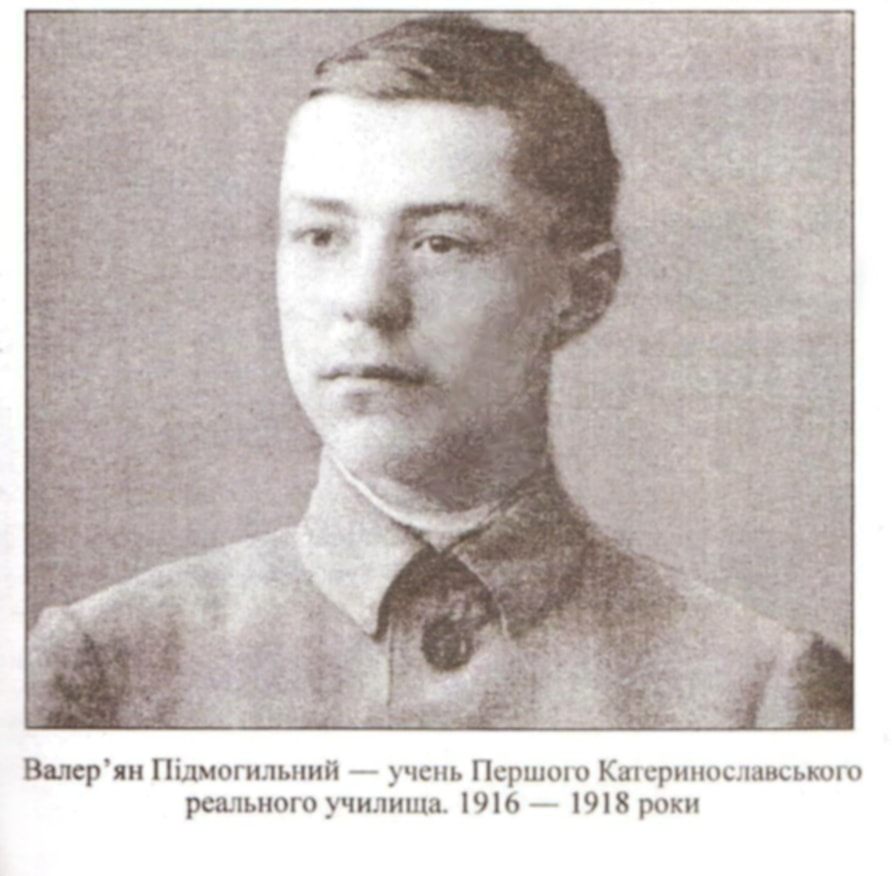 Валер’ян Підмогильний — учень Першого Катеринославського
реального училища. 1916 — 1918 роки